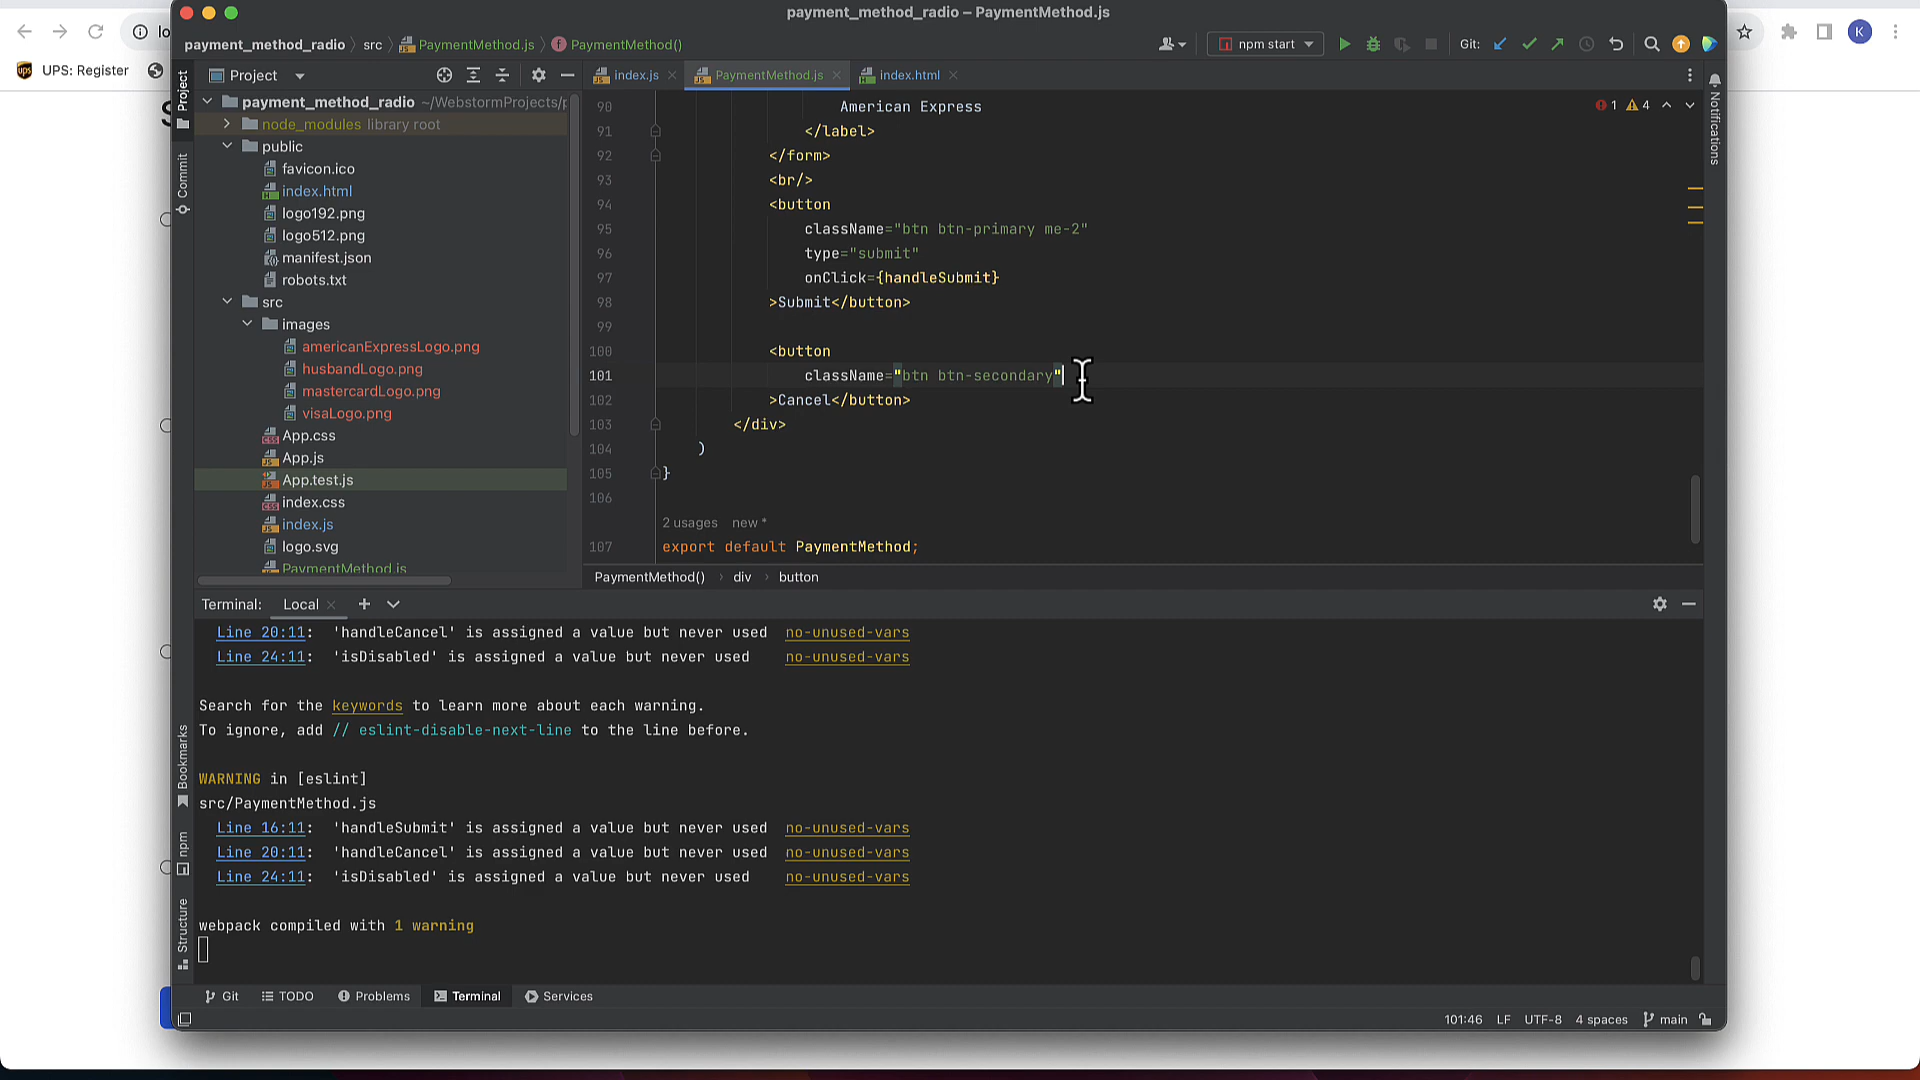 payment_method_radio – PaymentMethod.js
lo
payment_method_radio
src
PaymentMethod.js
PaymentMethod()
npm start
Git:
K
UPS: Register
Project
Project
index.js
PaymentMethod.js
index.html
payment_method_radio ~/WebstormProjects/p
node_modules library root
public
favicon.ico
index.html
logo192.png
logo512.png
manifest.json
robots.txt
src
images
americanExpressLogo.png
husbandLogo.png
mastercardLogo.png
visaLogo.png
App.css
App.js
App.test.js
index.css
index.js
logo.svg
PaymentMethod.js
Commit
Notifications
1 4
90 American Express
91 </label>
92 </form>
93 <br/>
94 <button
95 className="btn btn-primary me-2"
96 type="submit"
97 onClick={handleSubmit}
98 >Submit</button>
99
100 <button
101 className="btn btn-secondary"
102 >Cancel</button>
103 </div>
104 )
105 }
106
2 usages new *
107 export default PaymentMethod;
PaymentMethod() div button
Terminal: Local
Line 20:11: 'handleCancel' is assigned a value but never used no-unused-vars
Line 24:11: 'isDisabled' is assigned a value but never used no-unused-vars
Search for the keywords to learn more about each warning.
To ignore, add // eslint-disable-next-line to the line before.
WARNING in [eslint]
src/PaymentMethod.js
Line 16:11: 'handleSubmit' is assigned a value but never used no-unused-vars
Line 20:11: 'handleCancel' is assigned a value but never used no-unused-vars
Line 24:11: 'isDisabled' is assigned a value but never used no-unused-vars
webpack compiled with 1 warning
Bookmarks
npm
Structure
Git
TODO
Problems
Terminal
Services
101:46 LF UTF-8 4 spaces main